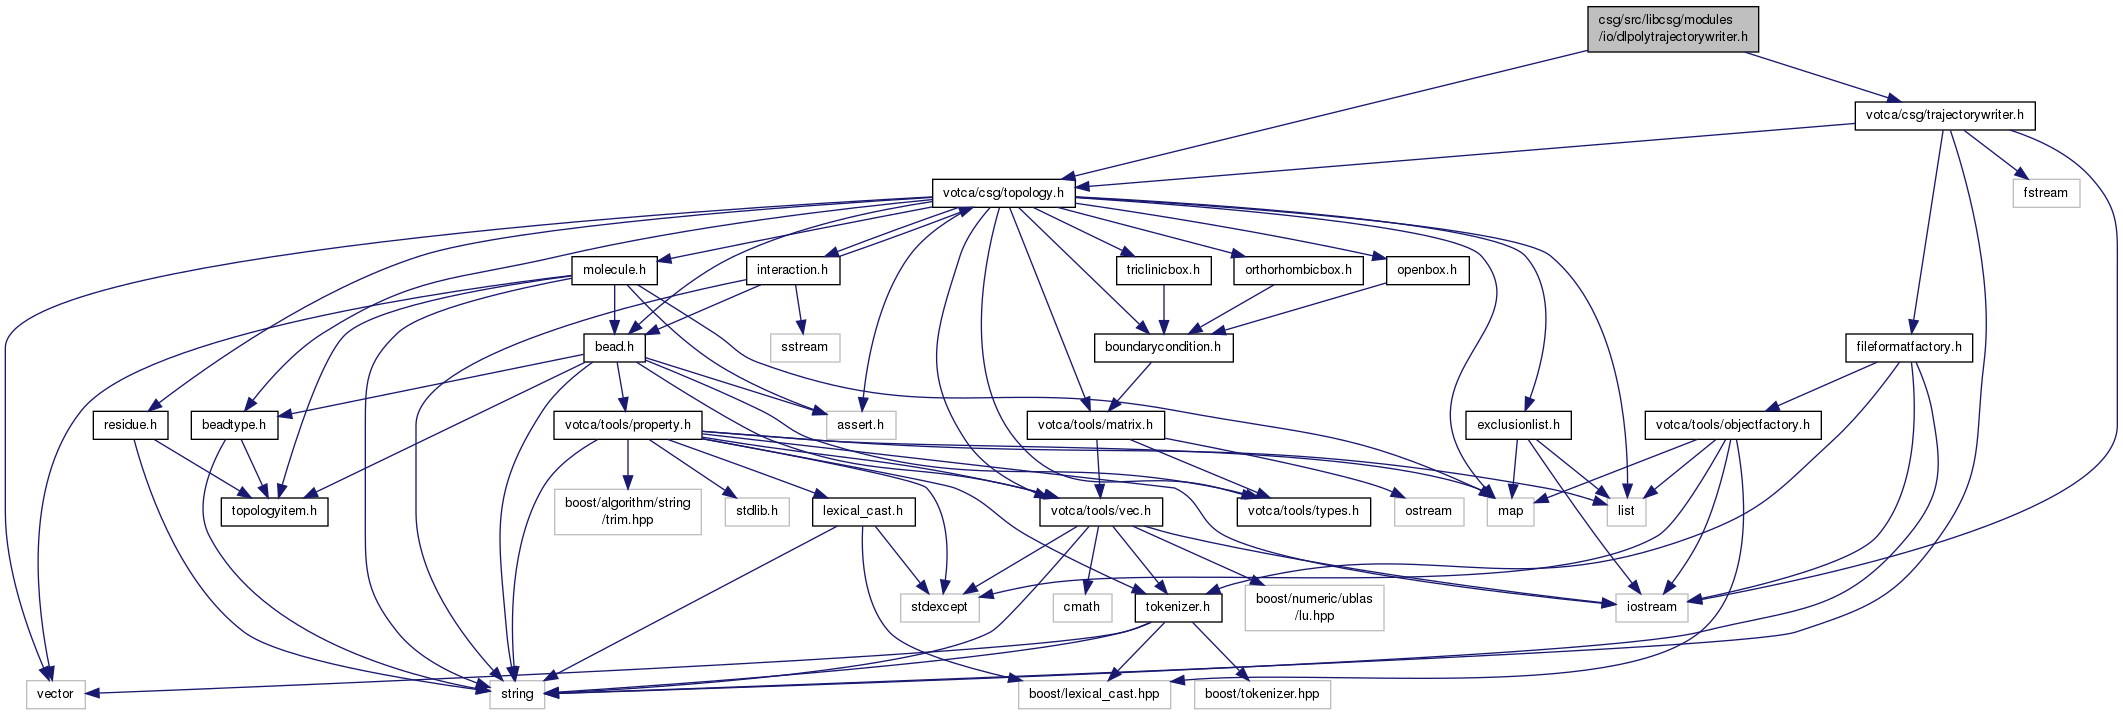 csg/src/libcsg/modules
/io/dlpolytrajectorywriter.h
votca/csg/trajectorywriter.h
votca/csg/topology.h
fstream
molecule.h
interaction.h
triclinicbox.h
orthorhombicbox.h
openbox.h
sstream
bead.h
boundarycondition.h
fileformatfactory.h
residue.h
beadtype.h
votca/tools/property.h
assert.h
votca/tools/matrix.h
exclusionlist.h
votca/tools/objectfactory.h
topologyitem.h
boost/algorithm/string
/trim.hpp
stdlib.h
lexical_cast.h
votca/tools/vec.h
votca/tools/types.h
ostream
map
list
stdexcept
cmath
tokenizer.h
boost/numeric/ublas
/lu.hpp
iostream
vector
string
boost/lexical_cast.hpp
boost/tokenizer.hpp